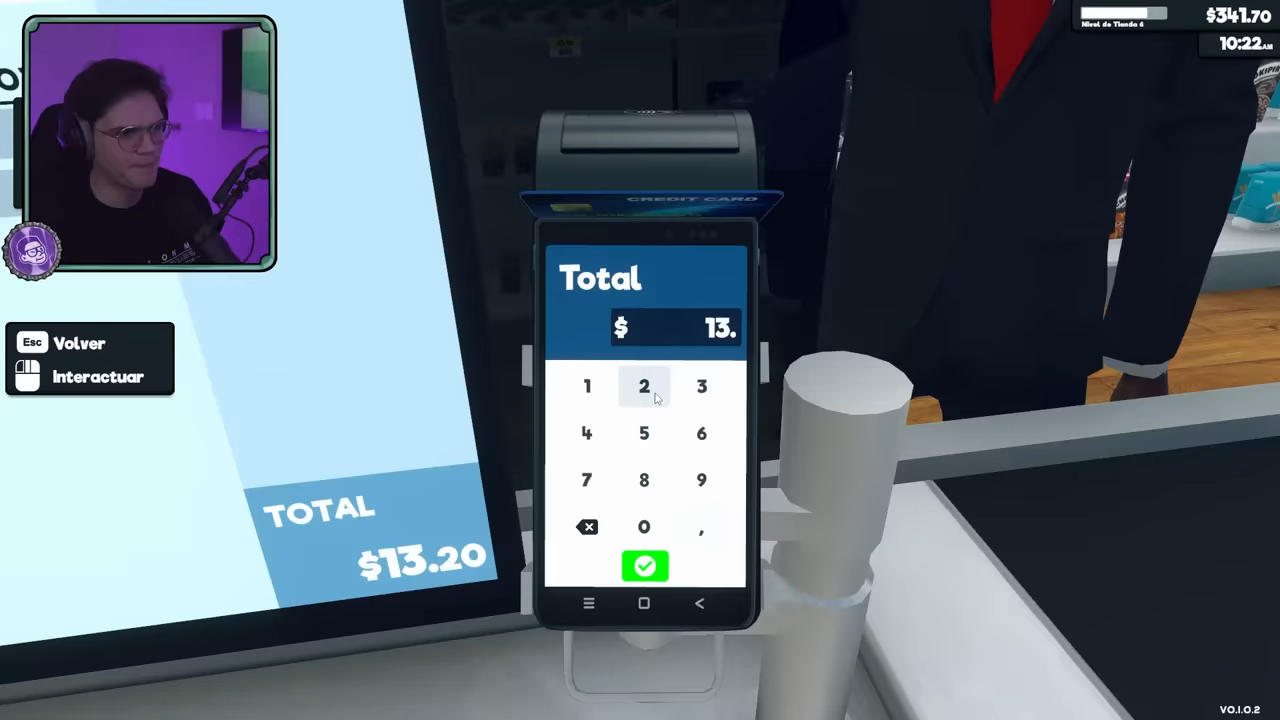 $341.70
Nivel de Tienda 6
10:22AM
CREDIT CARD
Total
$ 13.
Esc Volver
Interactuar
1 2 3
4 5 6
7 8 9
0 ,
TOTAL
$13.20
V0.1.0.2